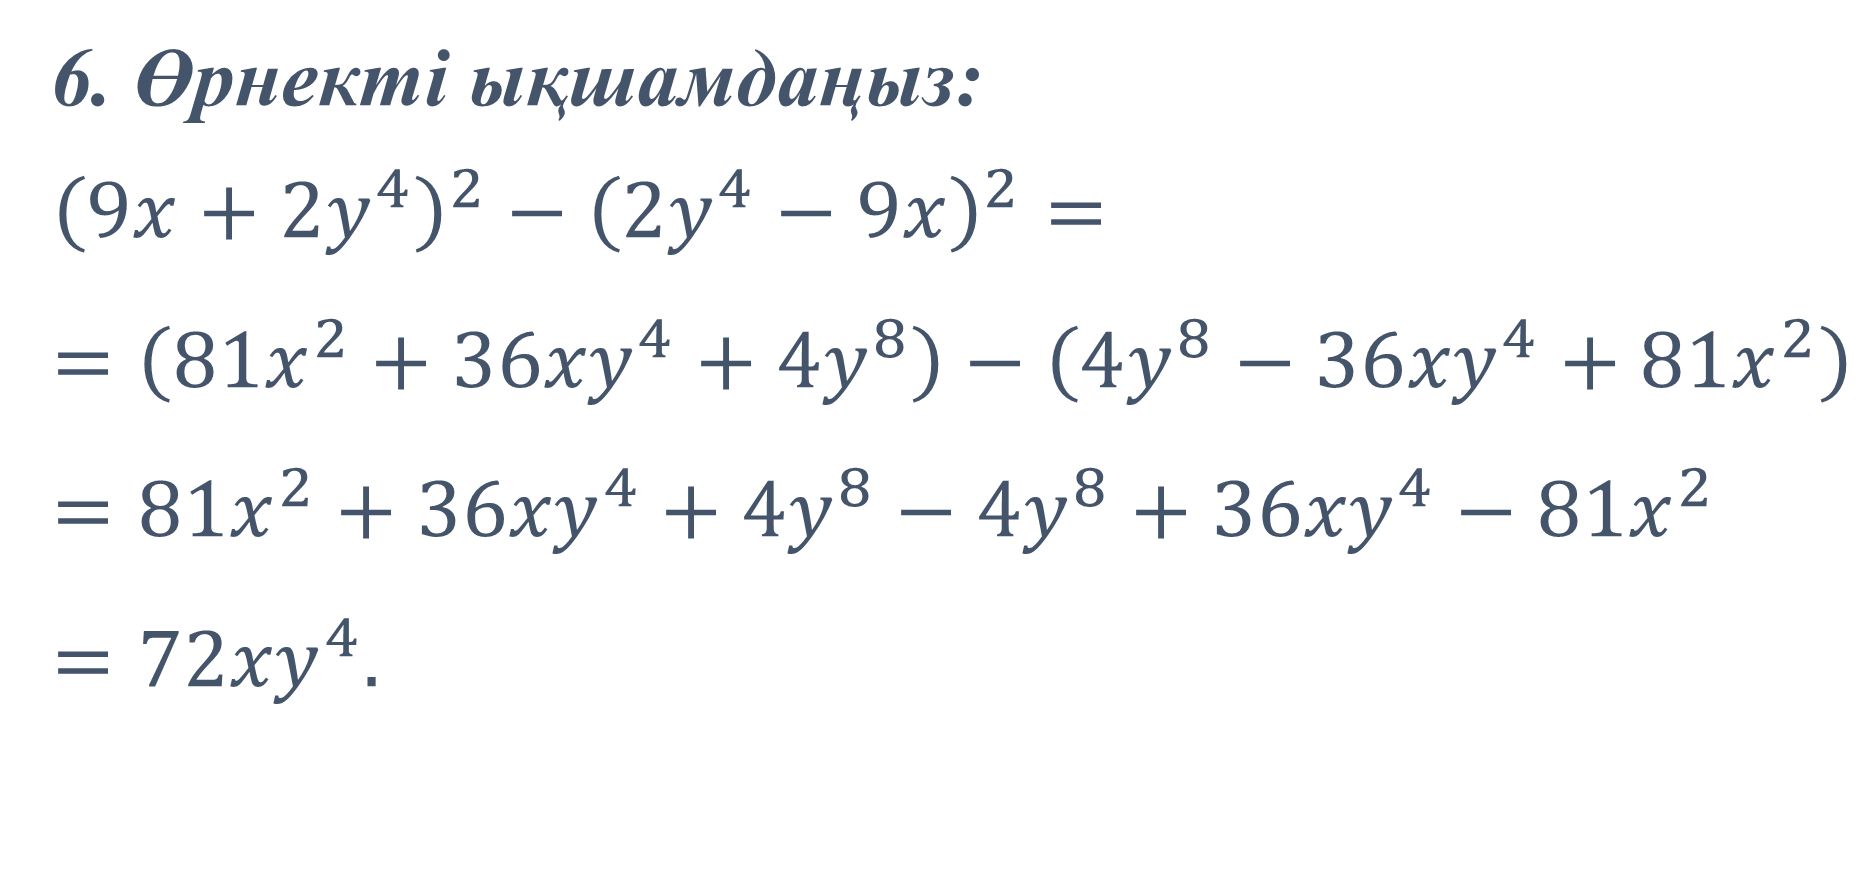 6. Өрнекті ықшамдаңыз:
(9x + 2y⁴)² − (2y⁴ − 9x)² =
= (81x² + 36xy⁴ + 4y⁸) − (4y⁸ − 36xy⁴ + 81x²)
= 81x² + 36xy⁴ + 4y⁸ − 4y⁸ + 36xy⁴ − 81x²
= 72xy⁴.